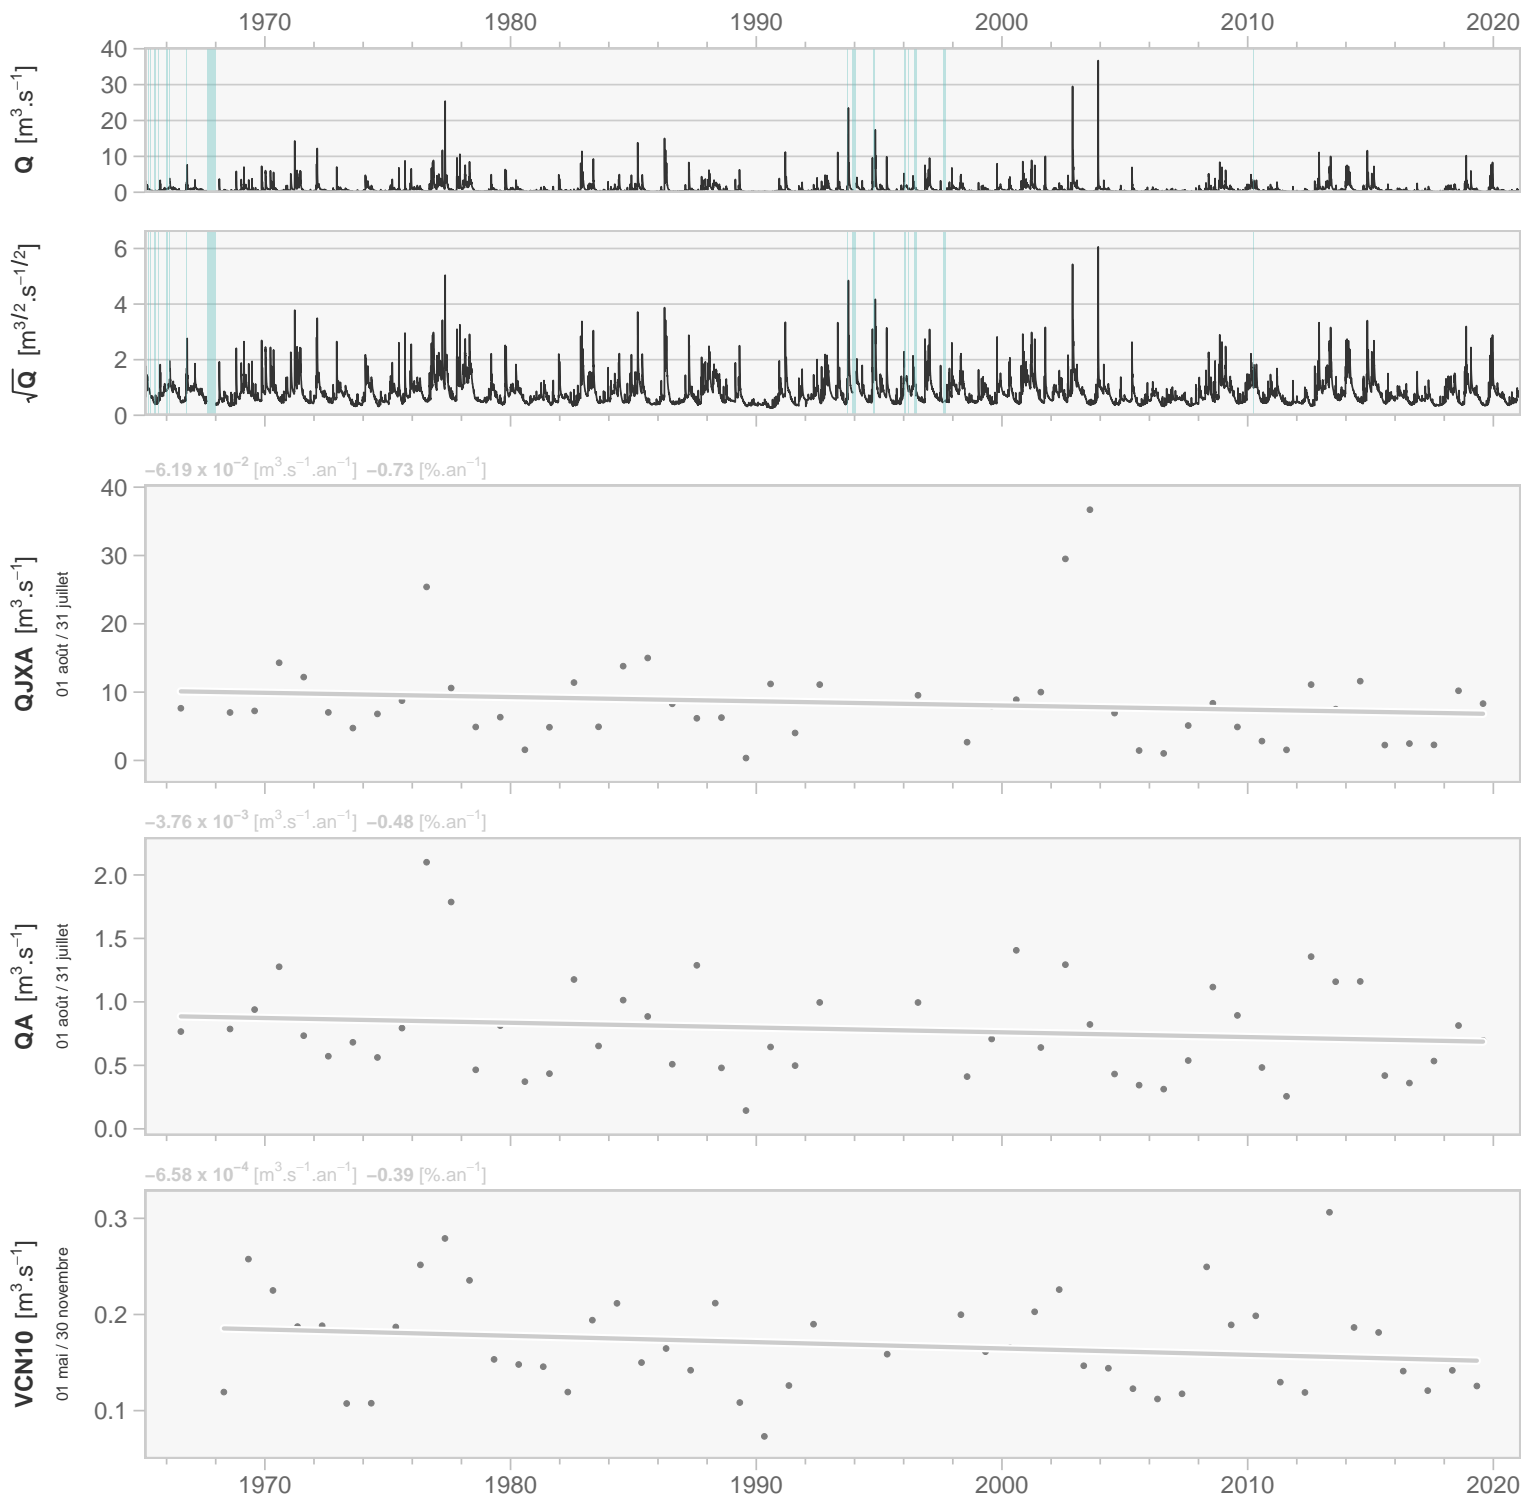 1970 1980 1990 2000 2010 2020
Q [m³.s⁻¹]
40
30
20
10
0
√Q [m³ᐟ².s⁻¹ᐟ²]
6
4
2
0
−6.19 x 10⁻² [m³.s⁻¹.an⁻¹] −0.73 [%.an⁻¹]
QJXA [m³.s⁻¹]
01 août / 31 juillet
40
30
20
10
0
−3.76 x 10⁻³ [m³.s⁻¹.an⁻¹] −0.48 [%.an⁻¹]
QA [m³.s⁻¹]
01 août / 31 juillet
2.0
1.5
1.0
0.5
0.0
−6.58 x 10⁻⁴ [m³.s⁻¹.an⁻¹] −0.39 [%.an⁻¹]
VCN10 [m³.s⁻¹]
01 mai / 30 novembre
0.3
0.2
0.1
1970 1980 1990 2000 2010 2020